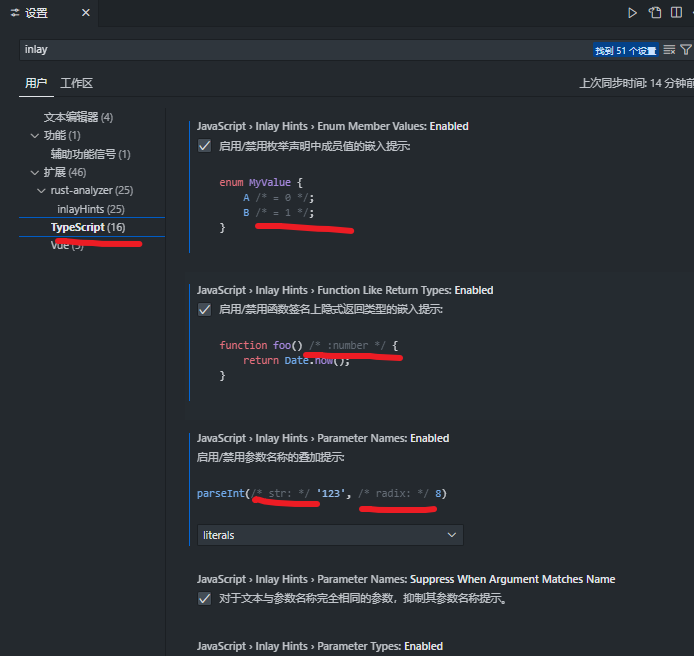 设置
inlay
找到 51 个设置
用户 工作区
上次同步时间: 14 分钟前
文本编辑器 (4)
功能 (1)
辅助功能信号 (1)
扩展 (46)
rust-analyzer (25)
inlayHints (25)
TypeScript (16)
Vue (5)
JavaScript › Inlay Hints › Enum Member Values: Enabled
启用/禁用枚举声明中成员值的嵌入提示:
enum MyValue {
A /* = 0 */;
B /* = 1 */;
}
JavaScript › Inlay Hints › Function Like Return Types: Enabled
启用/禁用函数签名上隐式返回类型的嵌入提示:
function foo() /* :number */ {
return Date.now();
}
JavaScript › Inlay Hints › Parameter Names: Enabled
启用/禁用参数名称的叠加提示:
parseInt(/* str: */ '123', /* radix: */ 8)
literals
JavaScript › Inlay Hints › Parameter Names: Suppress When Argument Matches Name
对于文本与参数名称完全相同的参数，抑制其参数名称提示。
JavaScript › Inlay Hints › Parameter Types: Enabled